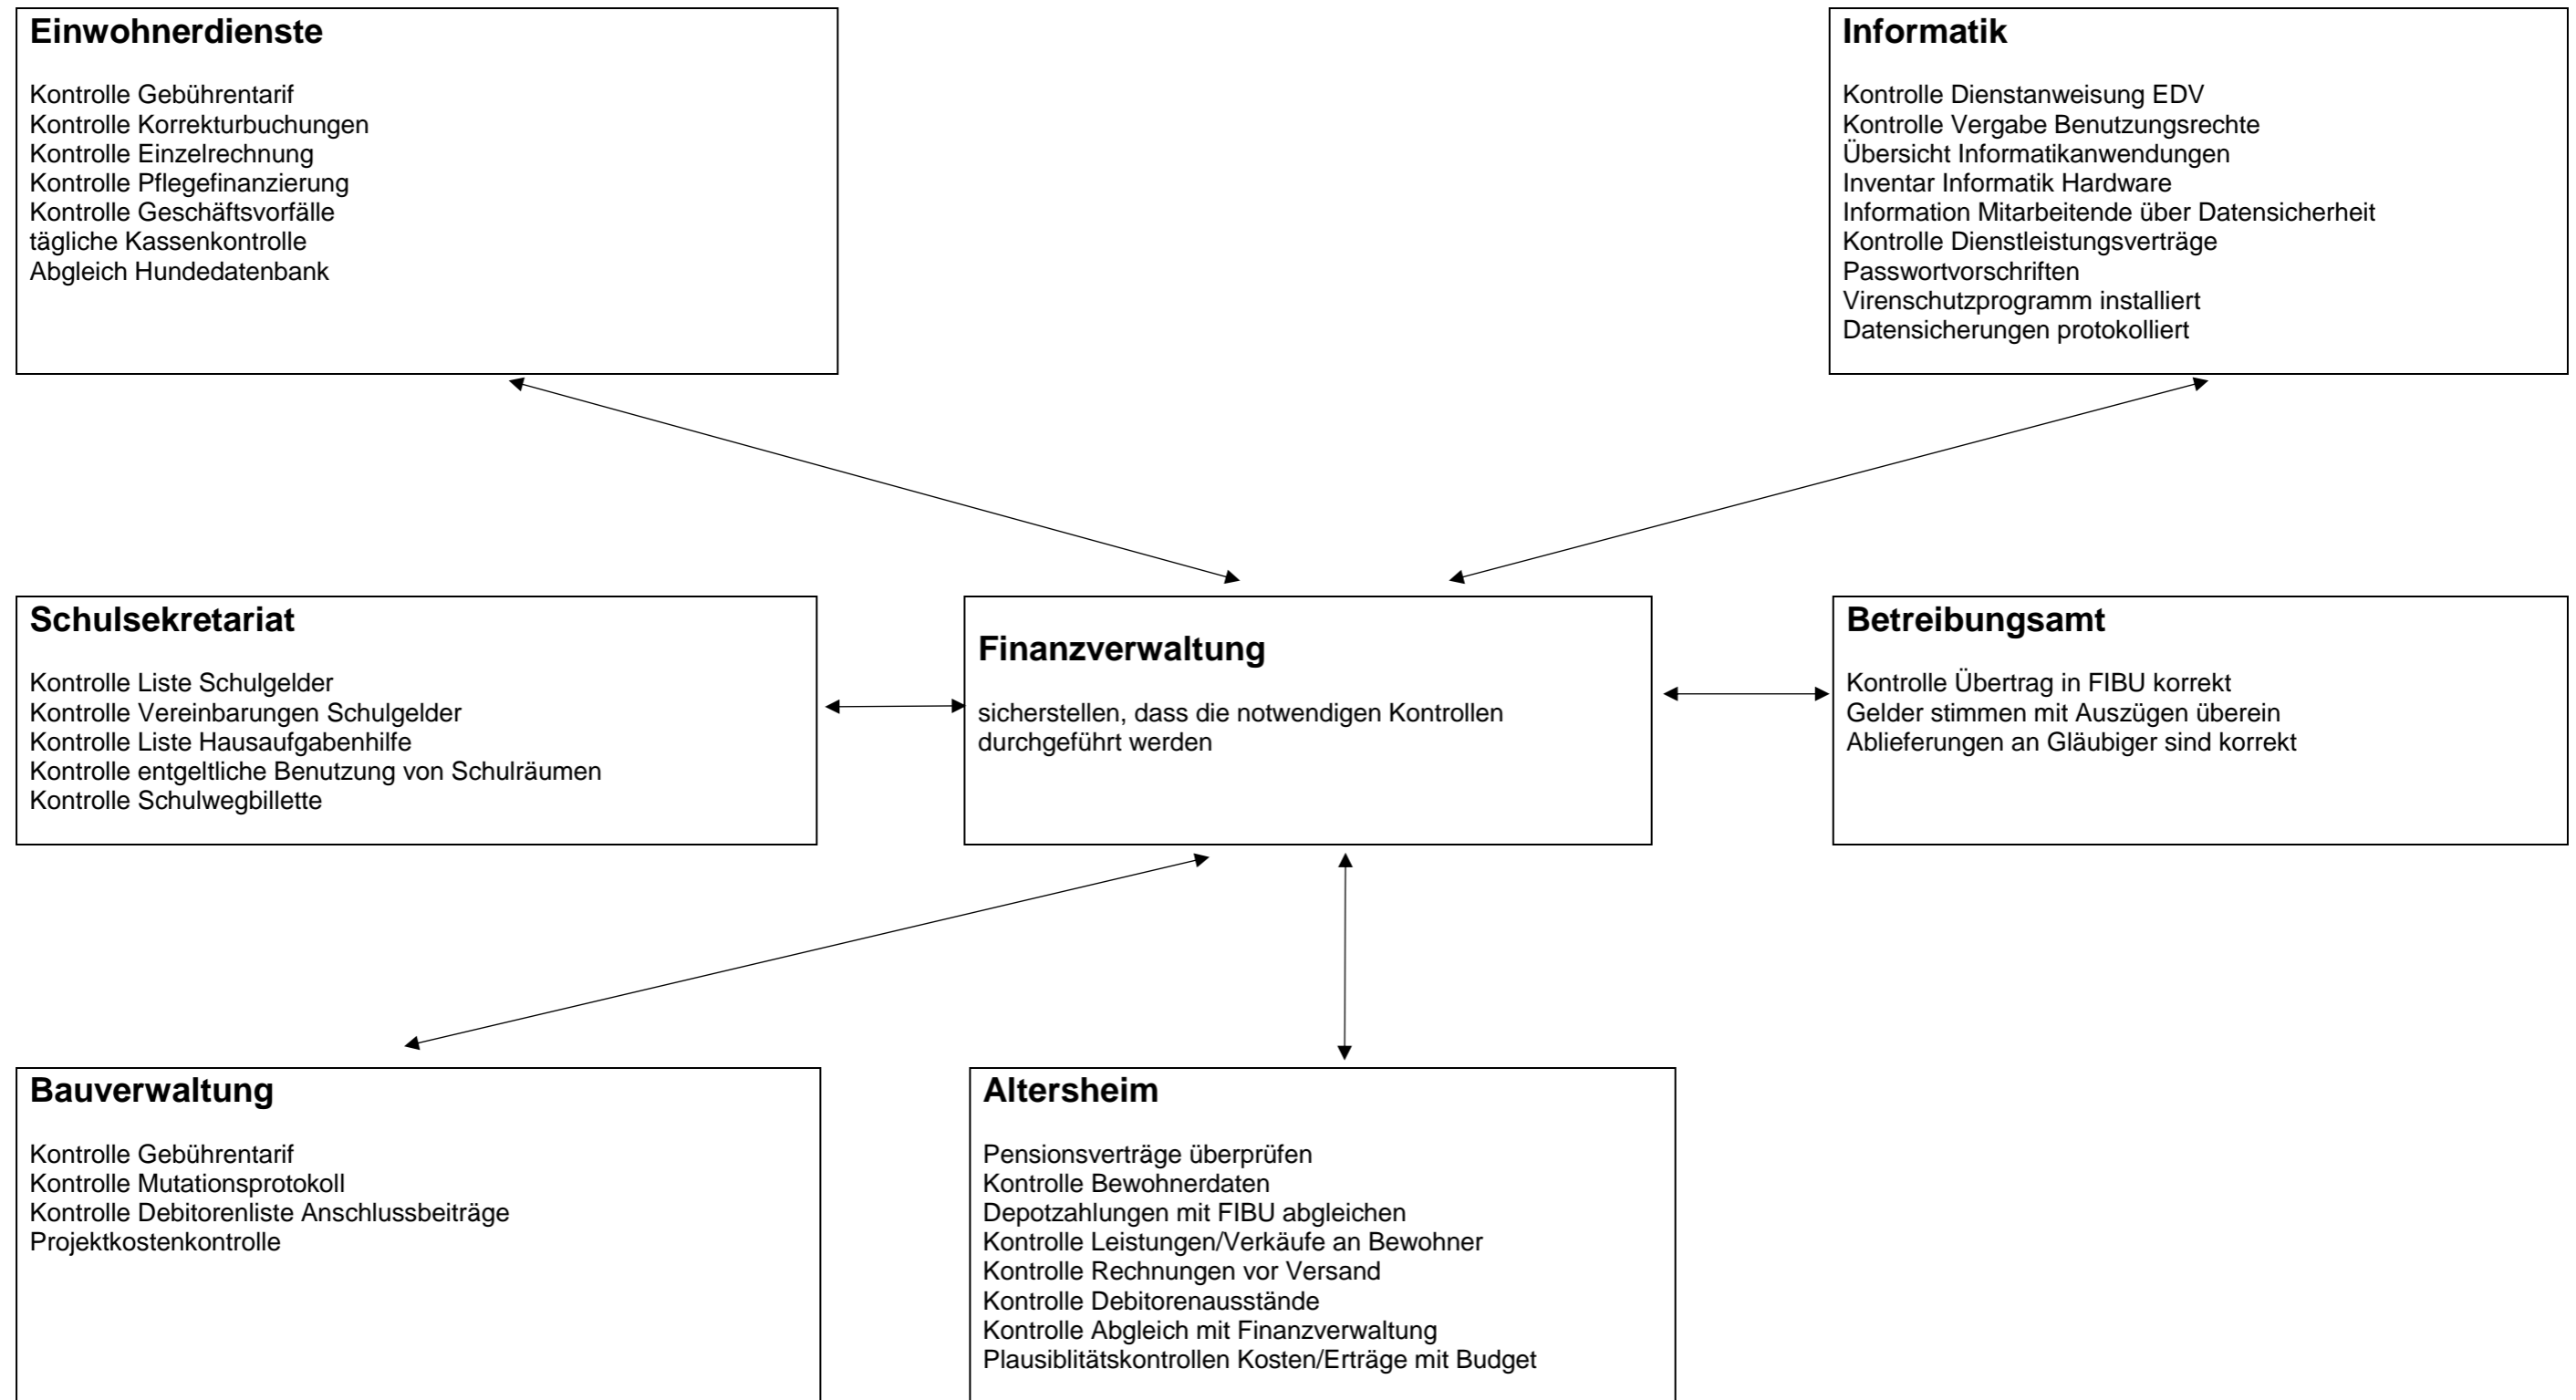 Einwohnerdienste
Kontrolle Gebührentarif
Kontrolle Korrekturbuchungen
Kontrolle Einzelrechnung
Kontrolle Pflegefinanzierung
Kontrolle Geschäftsvorfälle
tägliche Kassenkontrolle
Abgleich Hundedatenbank
Informatik
Kontrolle Dienstanweisung EDV
Kontrolle Vergabe Benutzungsrechte
Übersicht Informatikanwendungen
Inventar Informatik Hardware
Information Mitarbeitende über Datensicherheit
Kontrolle Dienstleistungsverträge
Passwortvorschriften
Virenschutzprogramm installiert
Datensicherungen protokolliert
Schulsekretariat
Kontrolle Liste Schulgelder
Kontrolle Vereinbarungen Schulgelder
Kontrolle Liste Hausaufgabenhilfe
Kontrolle entgeltliche Benutzung von Schulräumen
Kontrolle Schulwegbillette
Finanzverwaltung
sicherstellen, dass die notwendigen Kontrollen
durchgeführt werden
Betreibungsamt
Kontrolle Übertrag in FIBU korrekt
Gelder stimmen mit Auszügen überein
Ablieferungen an Gläubiger sind korrekt
Bauverwaltung
Kontrolle Gebührentarif
Kontrolle Mutationsprotokoll
Kontrolle Debitorenliste Anschlussbeiträge
Projektkostenkontrolle
Altersheim
Pensionsverträge überprüfen
Kontrolle Bewohnerdaten
Depotzahlungen mit FIBU abgleichen
Kontrolle Leistungen/Verkäufe an Bewohner
Kontrolle Rechnungen vor Versand
Kontrolle Debitorenausstände
Kontrolle Abgleich mit Finanzverwaltung
Plausiblitätskontrollen Kosten/Erträge mit Budget